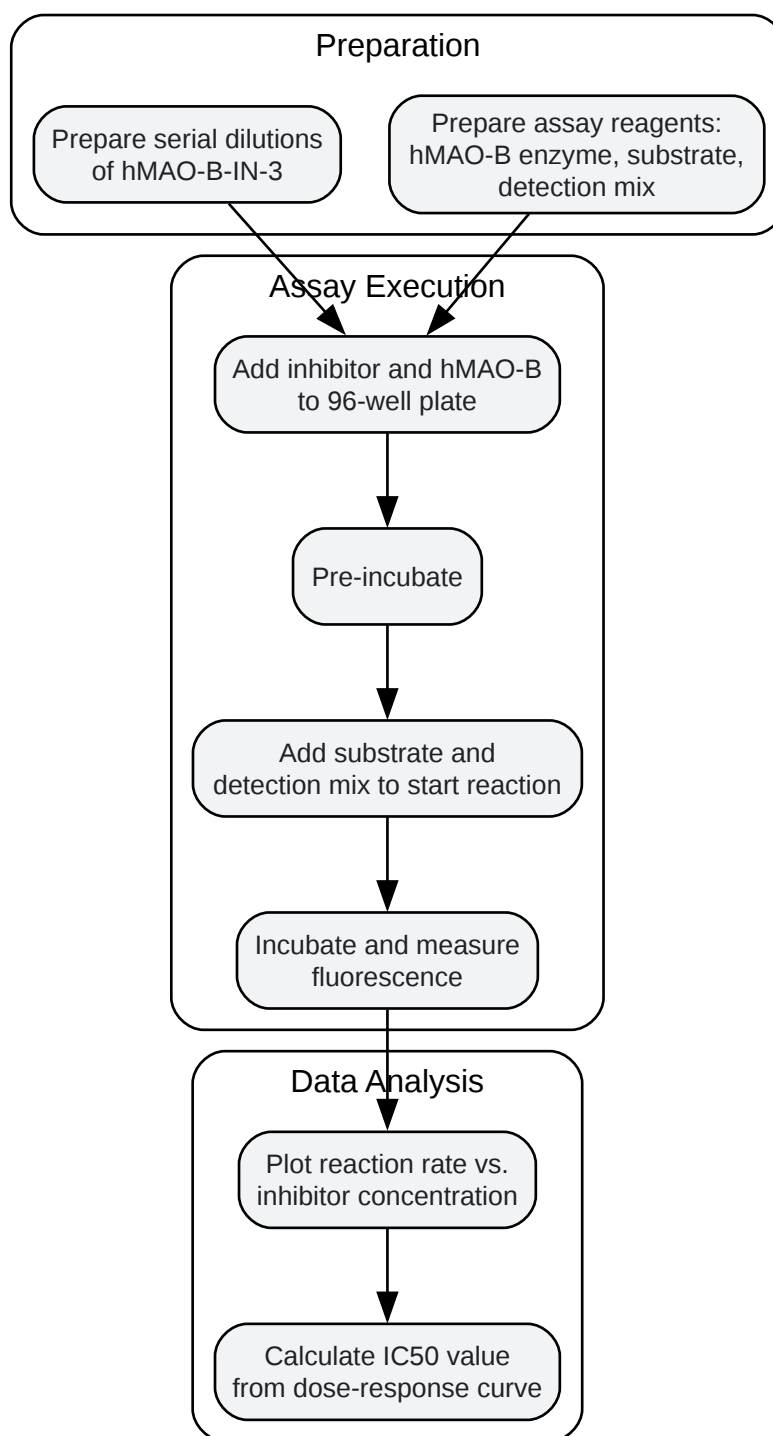 Preparation
Prepare serial dilutions
of hMAO-B-IN-3
Prepare assay reagents:
hMAO-B enzyme, substrate,
detection mix
Assay Execution
Add inhibitor and hMAO-B
to 96-well plate
Pre-incubate
Add substrate and
detection mix to start reaction
Incubate and measure
fluorescence
Data Analysis
Plot reaction rate vs.
inhibitor concentration
Calculate IC50 value
from dose-response curve